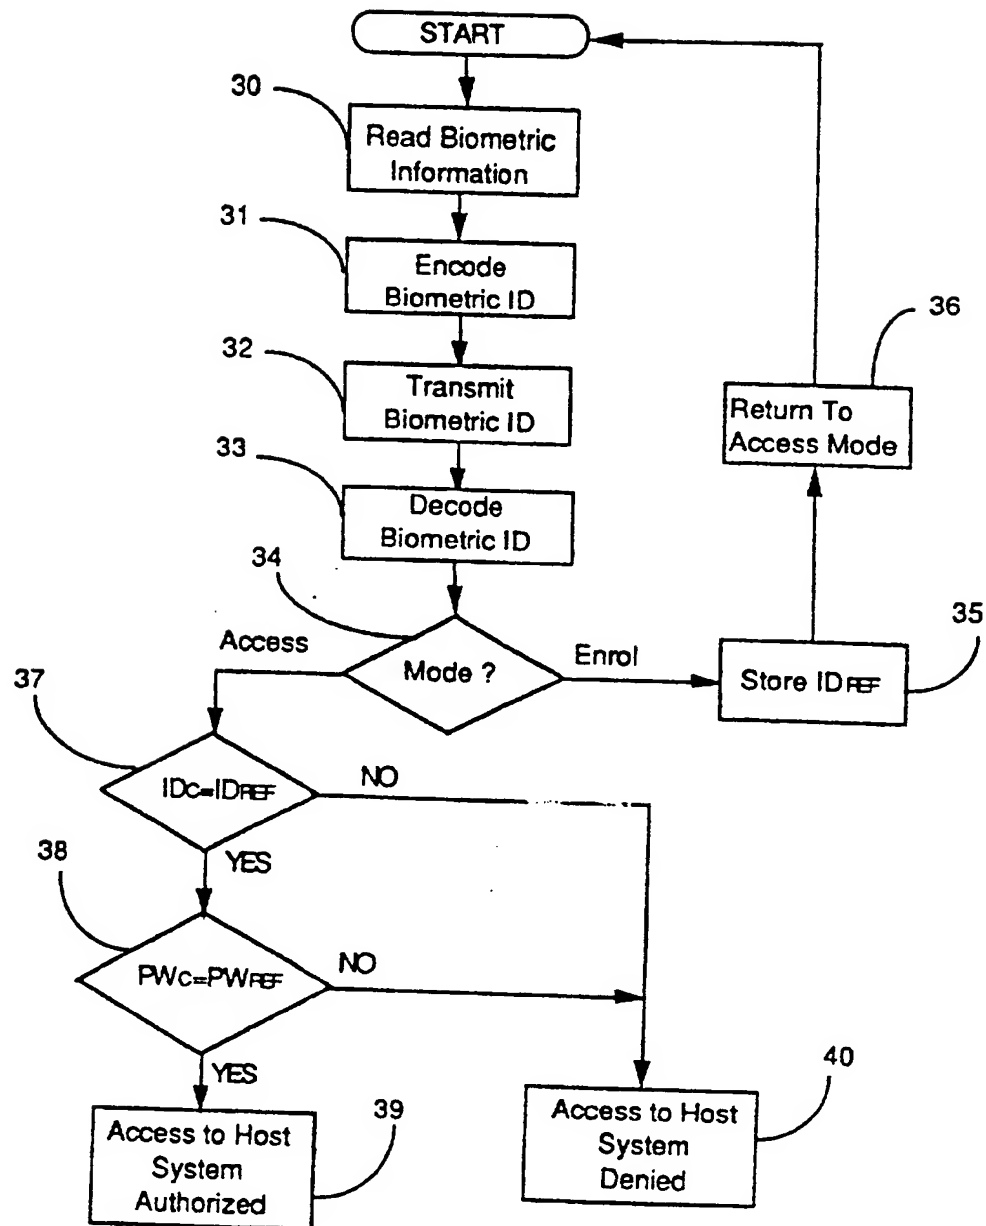 START
30
Read Biometric
Information
31
Encode
Biometric ID
32
Transmit
Biometric ID
33
Decode
Biometric ID
34
Mode ?
Access
Enrol
35
Store IDREF
36
Return To
Access Mode
37
IDC=IDREF
NO
YES
38
PWC=PWREF
NO
YES
39
Access to Host
System
Authorized
40
Access to Host
System
Denied